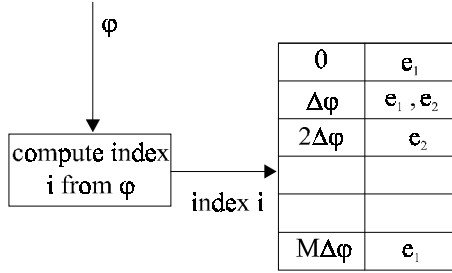 φ
compute index
i from φ
index i
0 e₁
Δφ e₁ , e₂
2Δφ e₂
MΔφ e₁